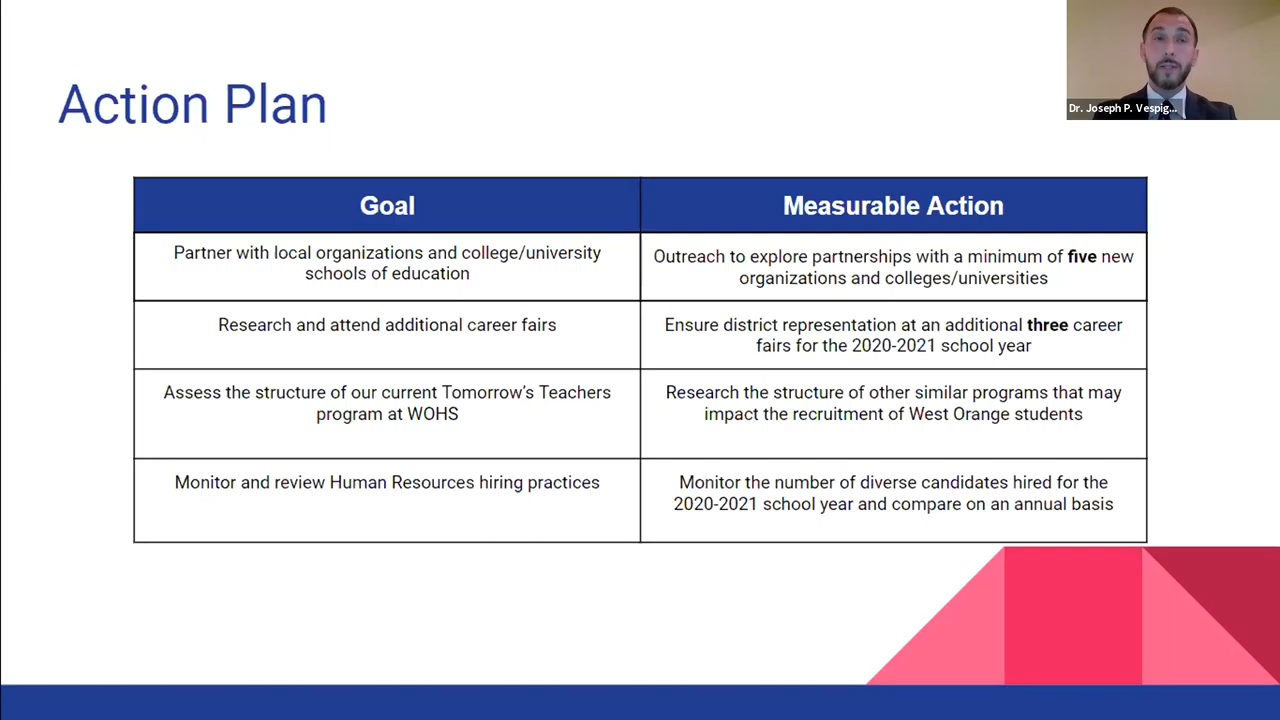 Dr. Joseph P. Vespig...
Action Plan
Goal
Measurable Action
Partner with local organizations and college/university
schools of education
Outreach to explore partnerships with a minimum of five new
organizations and colleges/universities
Research and attend additional career fairs
Ensure district representation at an additional three career
fairs for the 2020-2021 school year
Assess the structure of our current Tomorrow’s Teachers
program at WOHS
Research the structure of other similar programs that may
impact the recruitment of West Orange students
Monitor and review Human Resources hiring practices
Monitor the number of diverse candidates hired for the
2020-2021 school year and compare on an annual basis